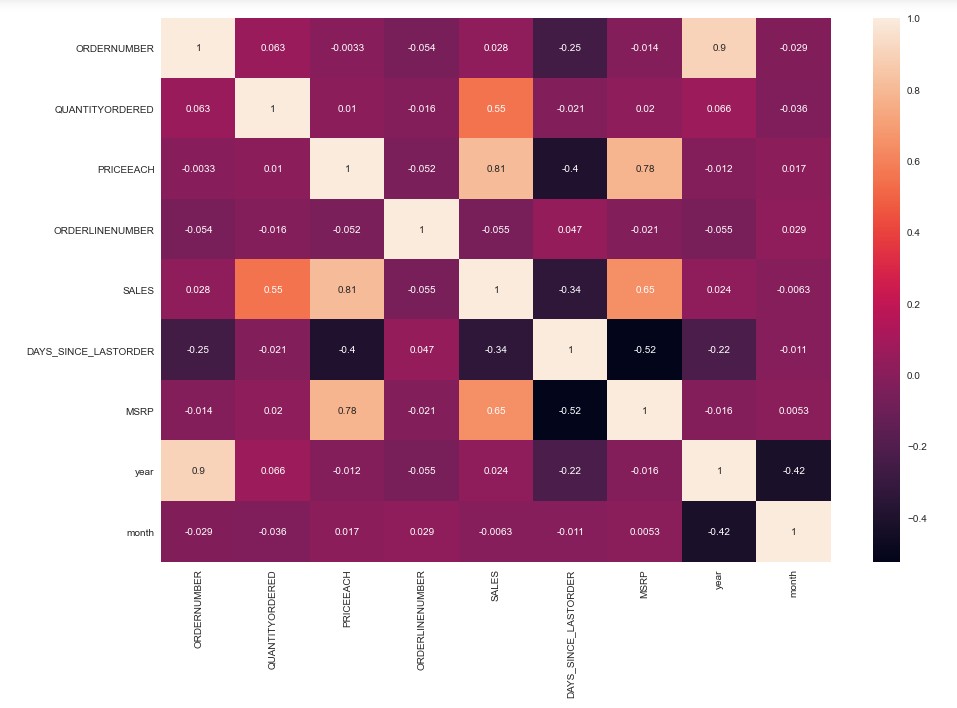 ORDERNUMBER 1 0.063 -0.0033 -0.054 0.028 -0.25 -0.014 0.9 -0.029
QUANTITYORDERED 0.063 1 0.01 -0.016 0.55 -0.021 0.02 0.066 -0.036
PRICEEACH -0.0033 0.01 1 -0.052 0.81 -0.4 0.78 -0.012 0.017
ORDERLINENUMBER -0.054 -0.016 -0.052 1 -0.055 0.047 -0.021 -0.055 0.029
SALES 0.028 0.55 0.81 -0.055 1 -0.34 0.65 0.024 -0.0063
DAYS_SINCE_LASTORDER -0.25 -0.021 -0.4 0.047 -0.34 1 -0.52 -0.22 -0.011
MSRP -0.014 0.02 0.78 -0.021 0.65 -0.52 1 -0.016 0.0053
year 0.9 0.066 -0.012 -0.055 0.024 -0.22 -0.016 1 -0.42
month -0.029 -0.036 0.017 0.029 -0.0063 -0.011 0.0053 -0.42 1
ORDERNUMBER
QUANTITYORDERED
PRICEEACH
ORDERLINENUMBER
SALES
DAYS_SINCE_LASTORDER
MSRP
year
month
1.0
0.8
0.6
0.4
0.2
0.0
−0.2
−0.4